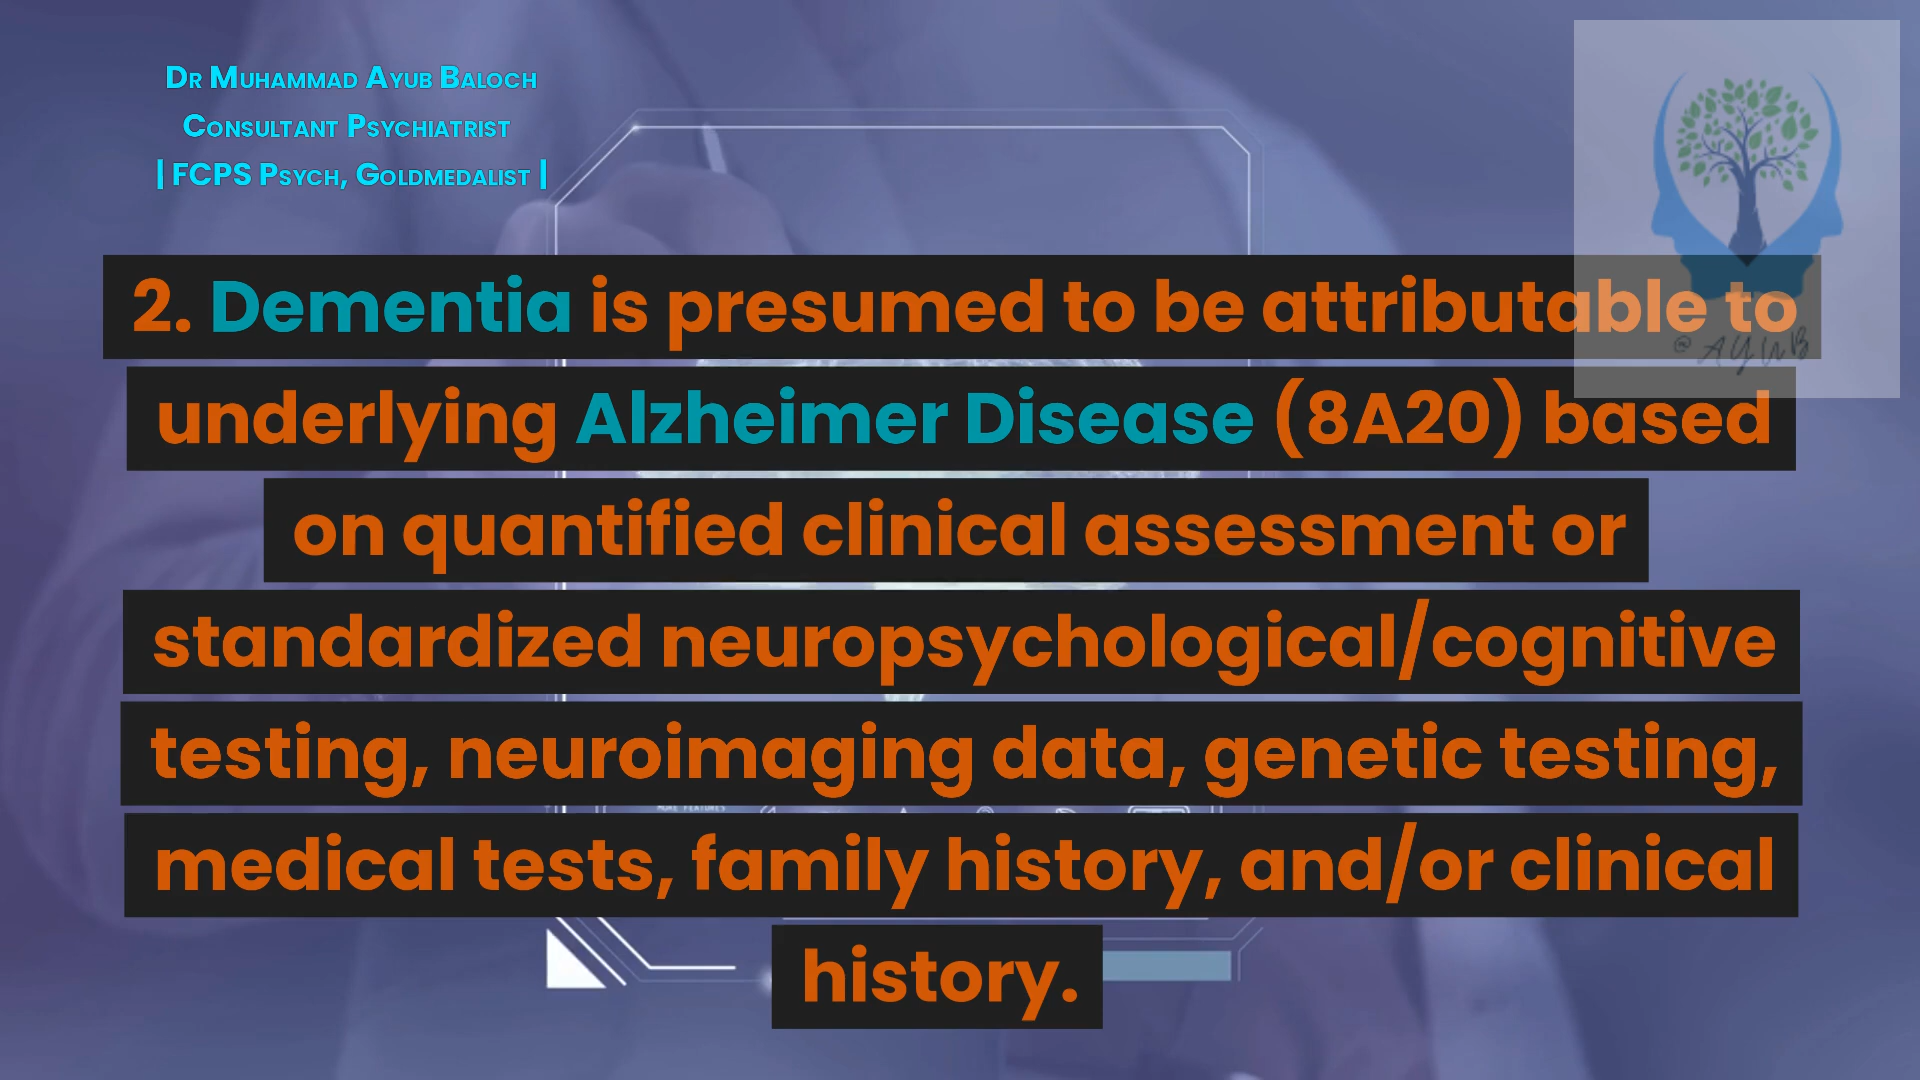 Dr Muhammad Ayub Baloch
Consultant Psychiatrist
| FCPS Psych, Goldmedalist |
2. Dementia is presumed to be attributable to
underlying Alzheimer Disease (8A20) based
on quantified clinical assessment or
standardized neuropsychological/cognitive
testing, neuroimaging data, genetic testing,
medical tests, family history, and/or clinical
history.
@ AYUB